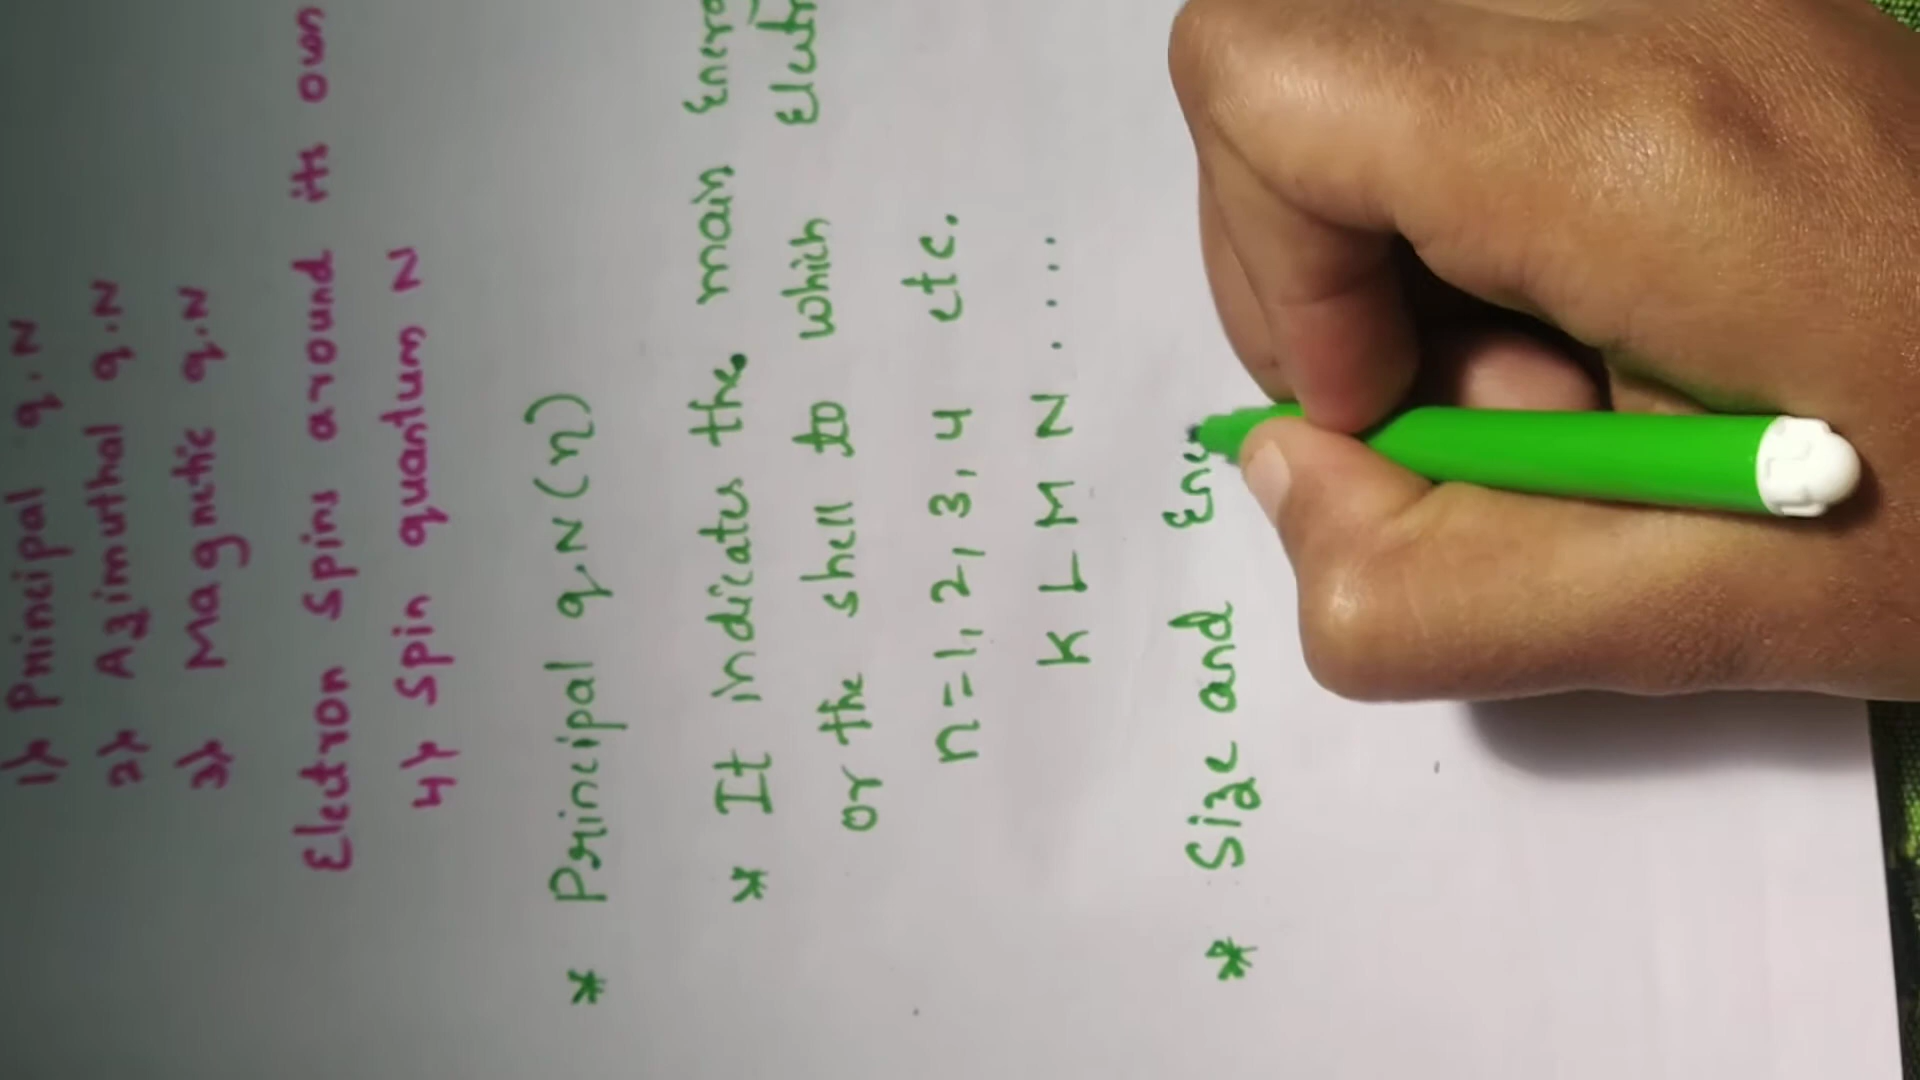 1} Principal q.N
2} Azimuthal q.N
3} Magnetic q.N
Electron Spins around its own
4} Spin quantum N
* Principal q.N (n)
* It indicates the main
or the shell to which
n=1, 2, 3, 4 etc.
K L M N .....
* Size and